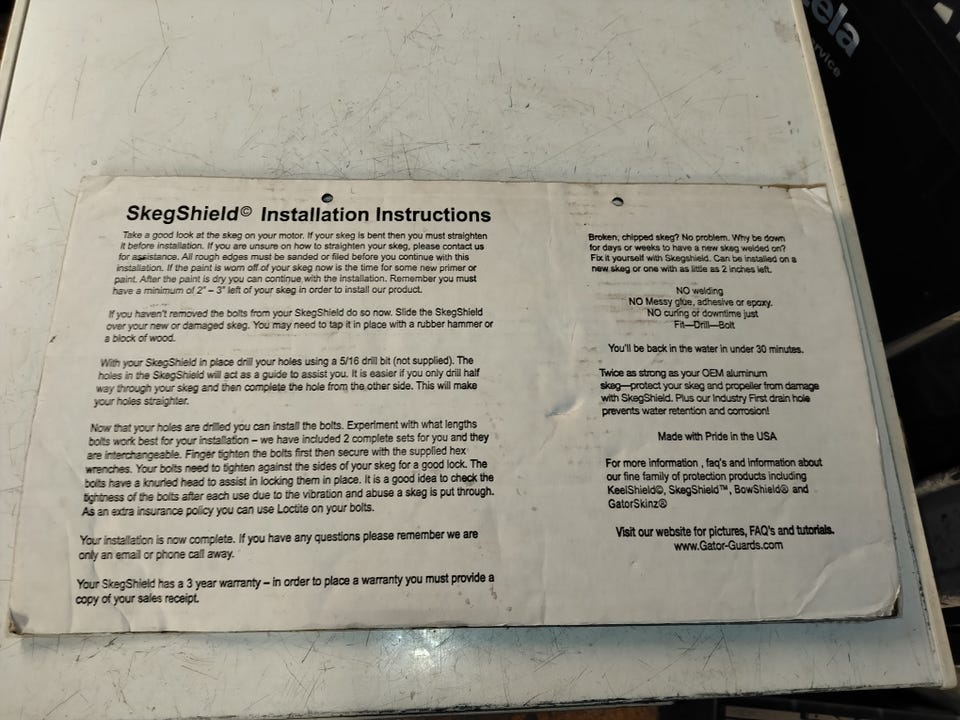 ela
rvice
SkegShield© Installation Instructions
Take a good look at the skeg on your motor. If your skeg is bent then you must straighten
it before installation. If you are unsure on how to straighten your skeg, please contact us
for assistance. All rough edges must be sanded or filed before you continue with this
installation. If the paint is worn off of your skeg now is the time for some new primer or
paint. After the paint is dry you can continue with the installation. Remember you must
have a minimum of 2" – 3" left of your skeg in order to install our product.
If you haven't removed the bolts from your SkegShield do so now. Slide the SkegShield
over your new or damaged skeg. You may need to tap it in place with a rubber hammer or
a block of wood.
With your SkegShield in place drill your holes using a 5/16 drill bit (not supplied). The
holes in the SkegShield will act as a guide to assist you. It is easier if you only drill half
way through your skeg and then complete the hole from the other side. This will make
your holes straighter.
Now that your holes are drilled you can install the bolts. Experiment with what lengths
bolts work best for your installation – we have included 2 complete sets for you and they
are interchangeable. Finger tighten the bolts first then secure with the supplied hex
wrenches. Your bolts need to tighten against the sides of your skeg for a good lock. The
bolts have a knurled head to assist in locking them in place. It is a good idea to check the
tightness of the bolts after each use due to the vibration and abuse a skeg is put through.
As an extra insurance policy you can use Loctite on your bolts.
Your installation is now complete. If you have any questions please remember we are
only an email or phone call away.
Your SkegShield has a 3 year warranty – in order to place a warranty you must provide a
copy of your sales receipt.
Broken, chipped skeg? No problem. Why be down
for days or weeks to have a new skeg welded on?
Fix it yourself with Skegshield. Can be installed on a
new skeg or one with as little as 2 inches left.
NO welding
NO Messy glue, adhesive or epoxy.
NO curing or downtime just
Fit—Drill—Bolt
You'll be back in the water in under 30 minutes.
Twice as strong as your OEM aluminum
skeg—protect your skeg and propeller from damage
with SkegShield. Plus our Industry First drain hole
prevents water retention and corrosion!
Made with Pride in the USA
For more information , faq's and information about
our fine family of protection products including
KeelShield©, SkegShield™, BowShield® and
GatorSkinz®
Visit our website for pictures, FAQ's and tutorials.
www.Gator-Guards.com